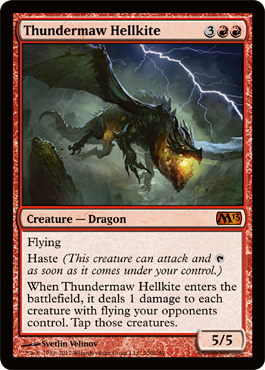 Thundermaw Hellkite 3
Creature — Dragon M13
Flying
Haste (This creature can attack and
as soon as it comes under your control.)
When Thundermaw Hellkite enters the
battlefield, it deals 1 damage to each
creature with flying your opponents
control. Tap those creatures.
Svetlin Velinov
5/5